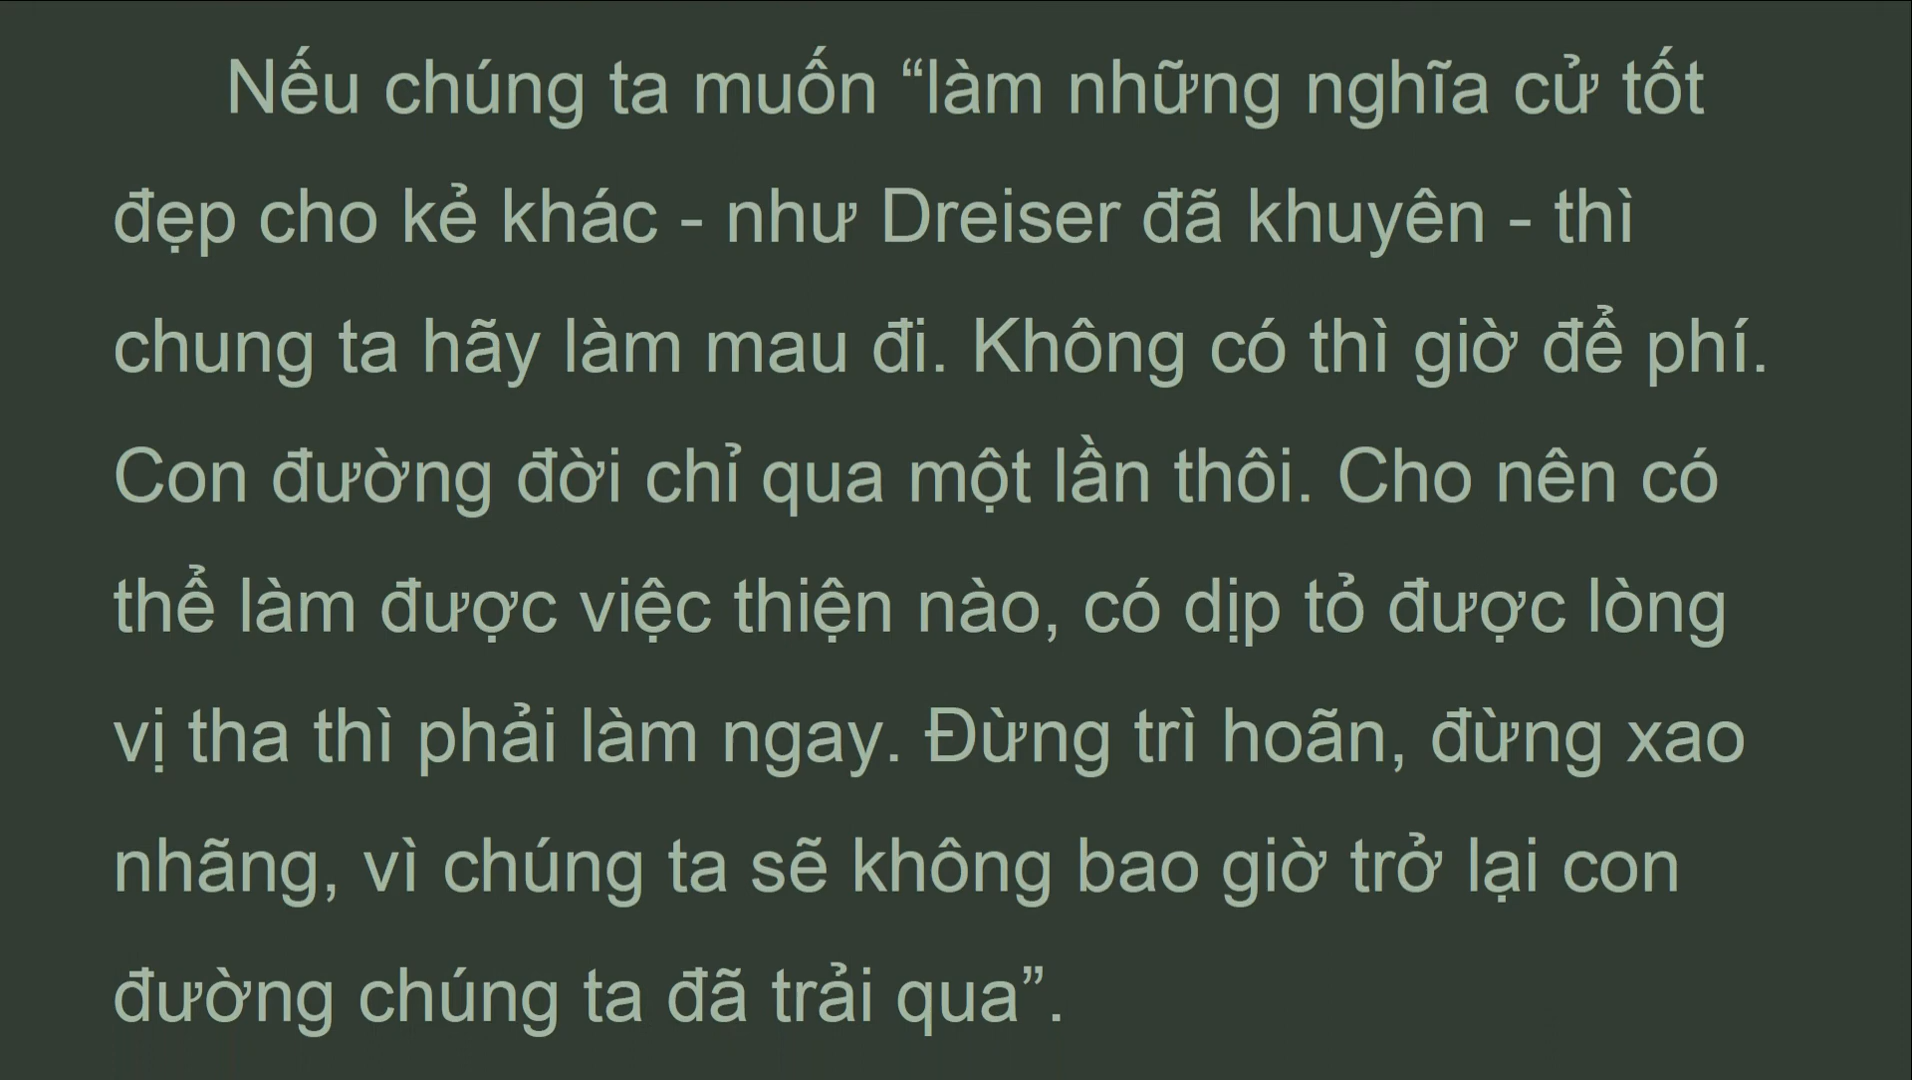 Nếu chúng ta muốn “làm những nghĩa cử tốt
đẹp cho kẻ khác - như Dreiser đã khuyên - thì
chung ta hãy làm mau đi. Không có thì giờ để phí.
Con đường đời chỉ qua một lần thôi. Cho nên có
thể làm được việc thiện nào, có dịp tỏ được lòng
vị tha thì phải làm ngay. Đừng trì hoãn, đừng xao
nhãng, vì chúng ta sẽ không bao giờ trở lại con
đường chúng ta đã trải qua”.